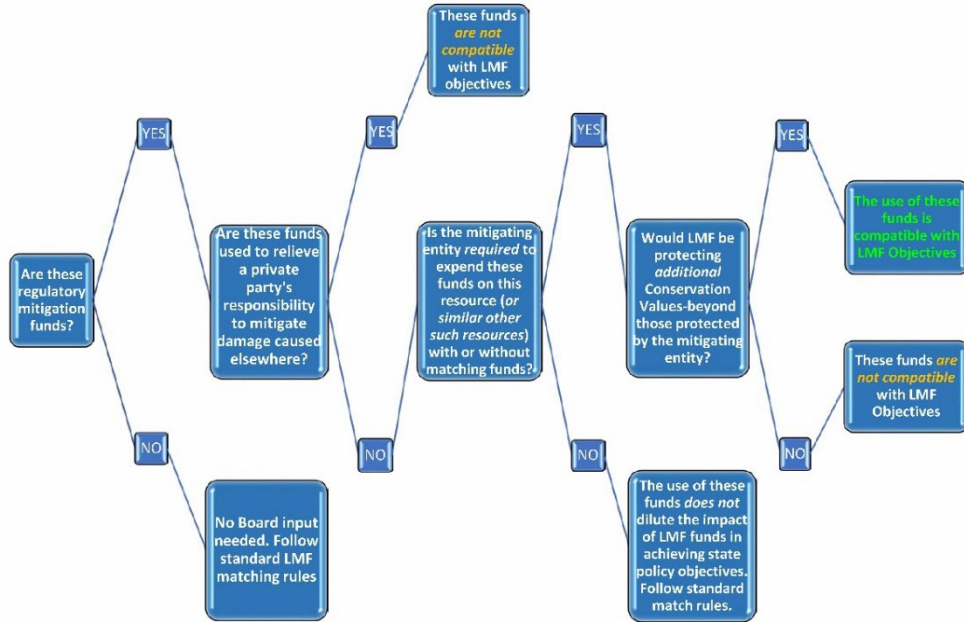 These funds
are not
compatible
with LMF
objectives
YES
YES
YES
YES
Are these
regulatory
mitigation
funds?
Are these funds
used to relieve
a private
party's
responsibility
to mitigate
damage caused
elsewhere?
Is the mitigating
entity required to
expend these
funds on this
resource (or
similar other
such resources)
with or without
matching funds?
Would LMF be
protecting
additional
Conservation
Values-beyond
those protected
by the mitigating
entity?
The use of these
funds is
compatible with
LMF Objectives
These funds are
not compatible
with LMF
Objectives
NO
NO
NO
NO
No Board input
needed. Follow
standard LMF
matching rules
The use of these
funds does not
dilute the impact
of LMF funds in
achieving state
policy objectives.
Follow standard
match rules.